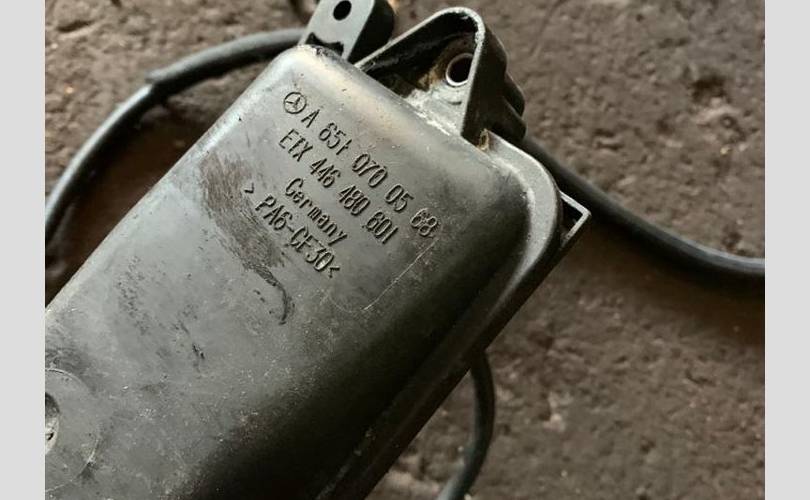 A 651 070 05 68
ETX 446 480 601
Germany
>PA6-GF30<